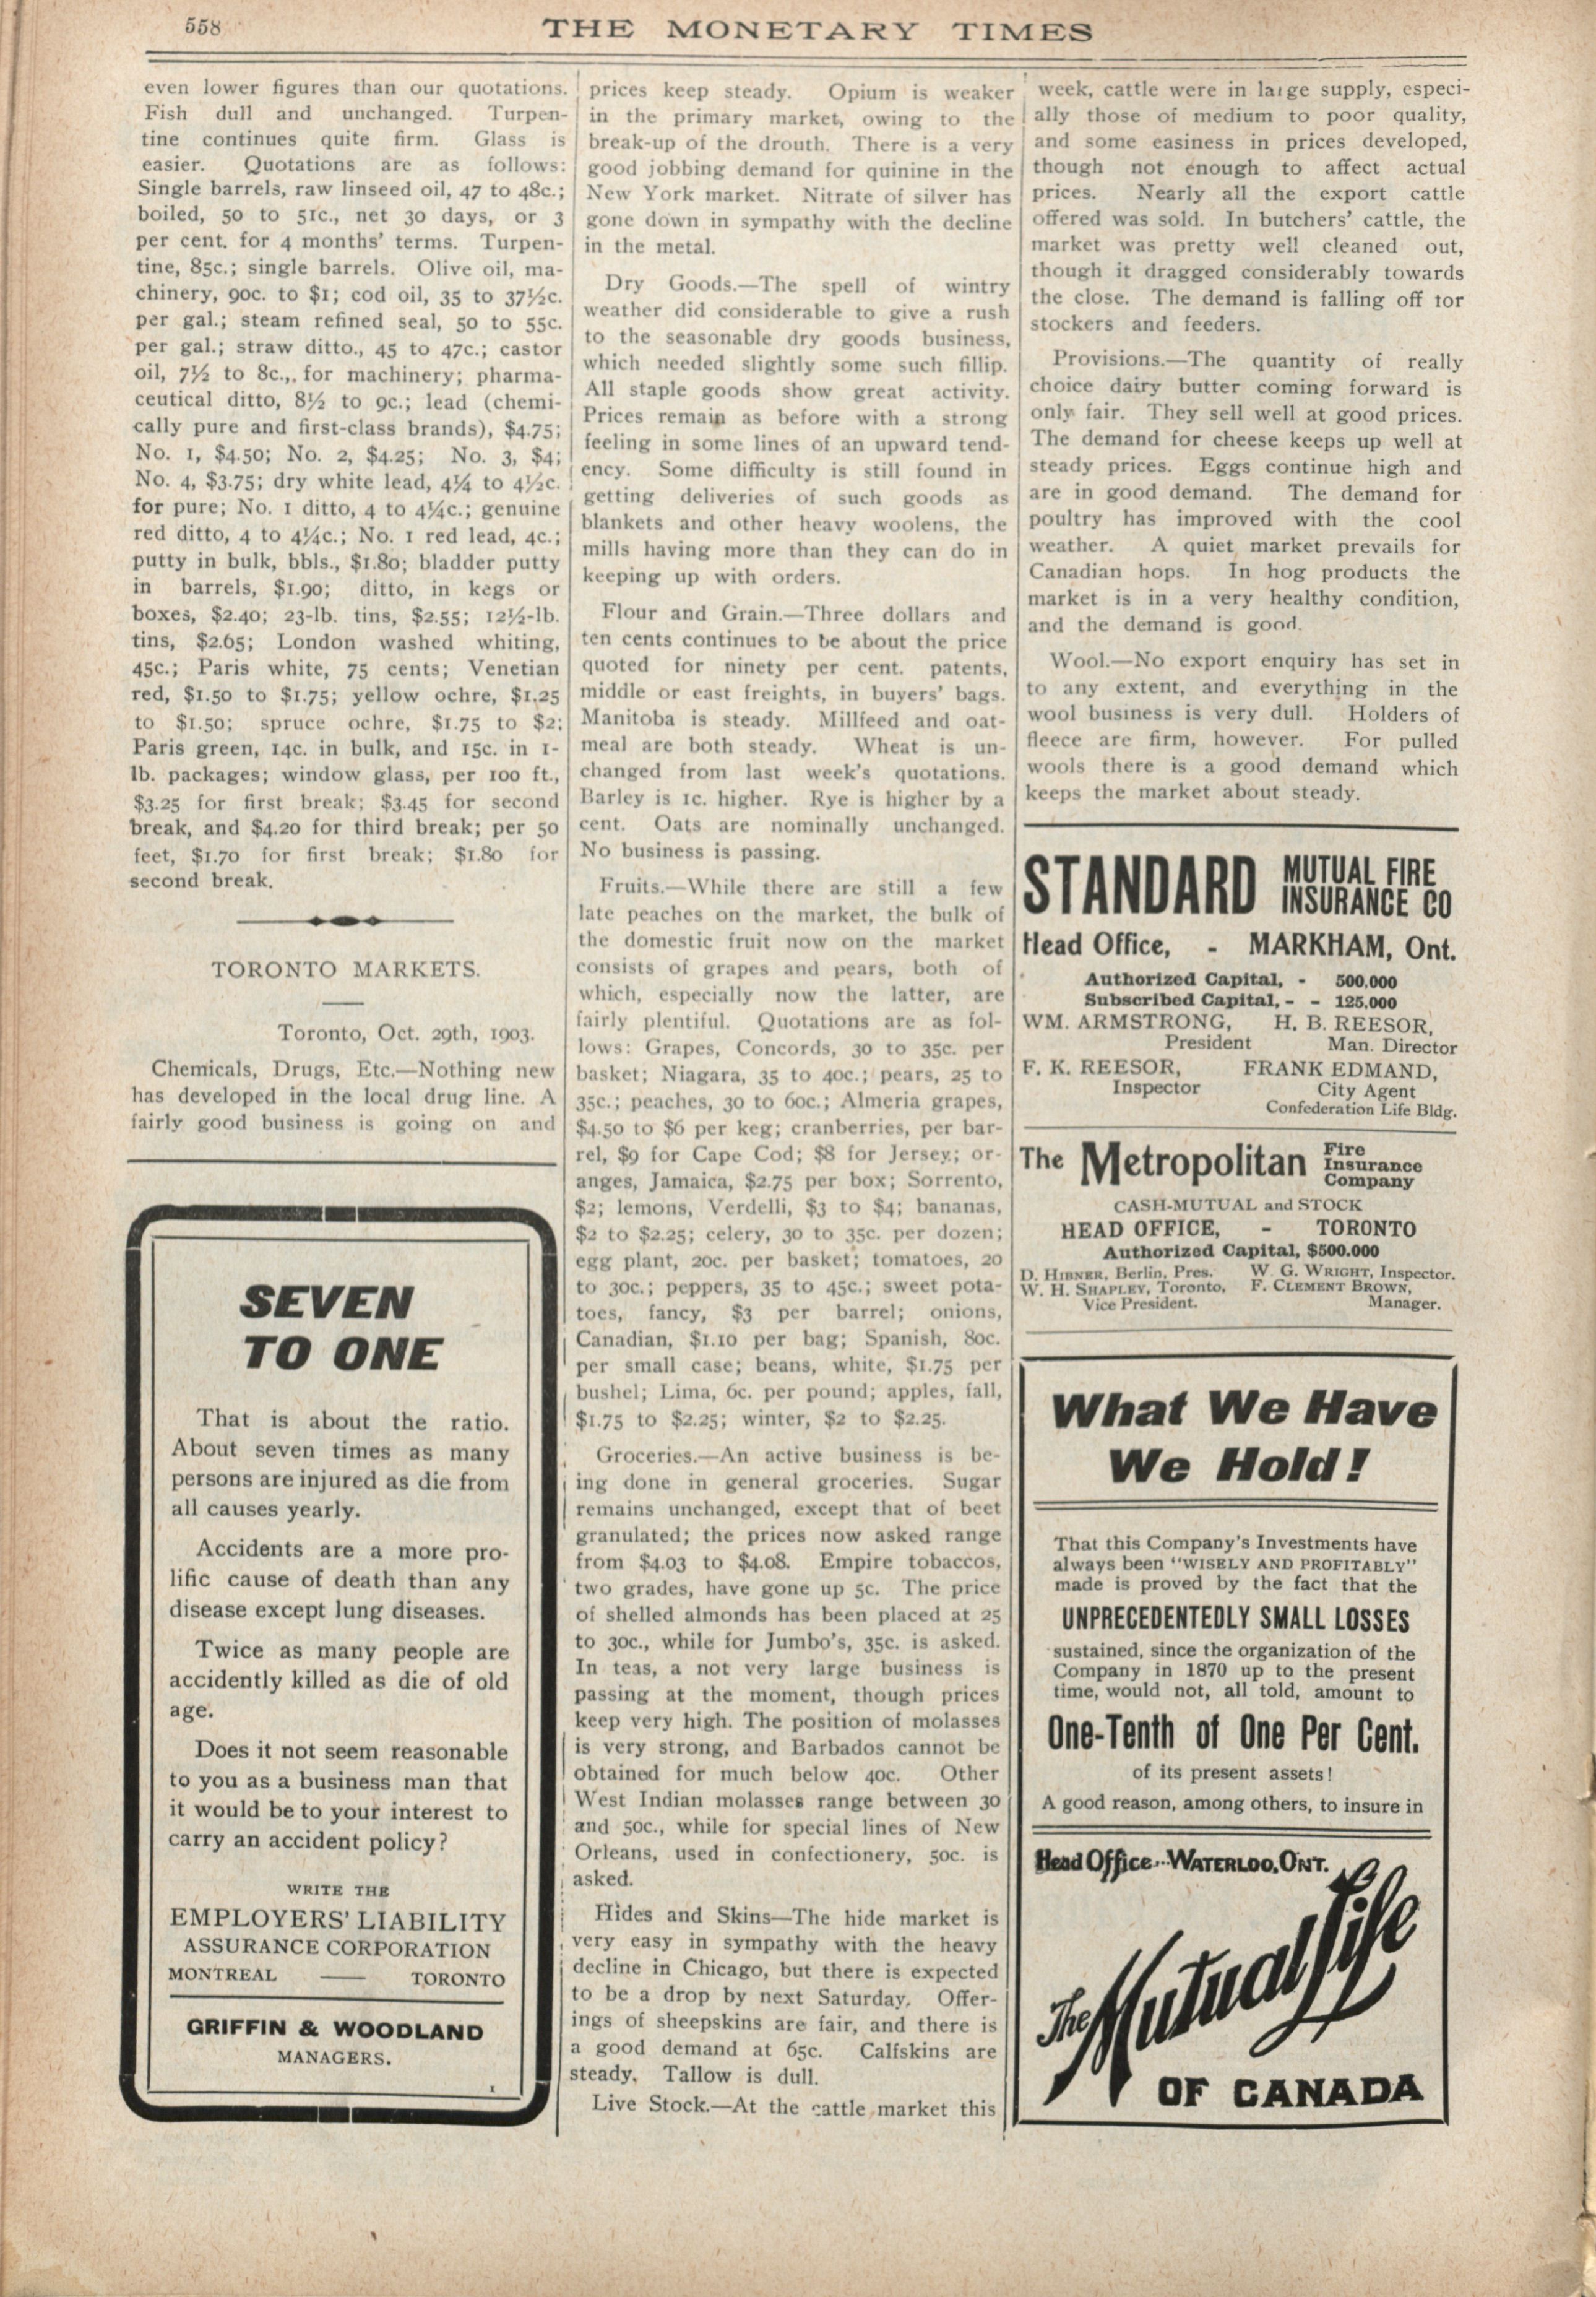 558
THE MONETARY TIMES
even lower figures than our quotations.
Fish dull and unchanged. Turpen-
tine continues quite firm. Glass is
easier. Quotations are as follows:
Single barrels, raw linseed oil, 47 to 48c.;
boiled, 50 to 51c., net 30 days, or 3
per cent. for 4 months' terms. Turpen-
tine, 85c.; single barrels. Olive oil, ma-
chinery, 90c. to $1; cod oil, 35 to 37½c.
per gal.; steam refined seal, 50 to 55c.
per gal.; straw ditto., 45 to 47c.; castor
oil, 7½ to 8c.,. for machinery; pharma-
ceutical ditto, 8½ to 9c.; lead (chemi-
cally pure and first-class brands), $4.75;
No. 1, $4.50; No. 2, $4.25; No. 3, $4;
No. 4, $3.75; dry white lead, 4¼ to 4½c.
for pure; No. 1 ditto, 4 to 4¼c.; genuine
red ditto, 4 to 4¼c.; No. 1 red lead, 4c.;
putty in bulk, bbls., $1.80; bladder putty
in barrels, $1.90; ditto, in kegs or
boxes, $2.40; 23-lb. tins, $2.55; 12½-lb.
tins, $2.65; London washed whiting,
45c.; Paris white, 75 cents; Venetian
red, $1.50 to $1.75; yellow ochre, $1.25
to $1.50; spruce ochre, $1.75 to $2;
Paris green, 14c. in bulk, and 15c. in 1-
lb. packages; window glass, per 100 ft.,
$3.25 for first break; $3.45 for second
break, and $4.20 for third break; per 50
feet, $1.70 for first break; $1.80 for
second break.
TORONTO MARKETS.
Toronto, Oct. 29th, 1903.
Chemicals, Drugs, Etc.—Nothing new
has developed in the local drug line. A
fairly good business is going on and
SEVEN
TO ONE
That is about the ratio.
About seven times as many
persons are injured as die from
all causes yearly.
Accidents are a more pro-
lific cause of death than any
disease except lung diseases.
Twice as many people are
accidently killed as die of old
age.
Does it not seem reasonable
to you as a business man that
it would be to your interest to
carry an accident policy?
WRITE THE
EMPLOYERS' LIABILITY
ASSURANCE CORPORATION
MONTREAL —— TORONTO
GRIFFIN & WOODLAND
MANAGERS.
prices keep steady. Opium is weaker
in the primary market, owing to the
break-up of the drouth. There is a very
good jobbing demand for quinine in the
New York market. Nitrate of silver has
gone down in sympathy with the decline
in the metal.
Dry Goods.—The spell of wintry
weather did considerable to give a rush
to the seasonable dry goods business,
which needed slightly some such fillip.
All staple goods show great activity.
Prices remain as before with a strong
feeling in some lines of an upward tend-
ency. Some difficulty is still found in
getting deliveries of such goods as
blankets and other heavy woolens, the
mills having more than they can do in
keeping up with orders.
Flour and Grain.—Three dollars and
ten cents continues to be about the price
quoted for ninety per cent. patents,
middle or east freights, in buyers' bags.
Manitoba is steady. Millfeed and oat-
meal are both steady. Wheat is un-
changed from last week's quotations.
Barley is 1c. higher. Rye is higher by a
cent. Oats are nominally unchanged.
No business is passing.
Fruits.—While there are still a few
late peaches on the market, the bulk of
the domestic fruit now on the market
consists of grapes and pears, both of
which, especially now the latter, are
fairly plentiful. Quotations are as fol-
lows: Grapes, Concords, 30 to 35c. per
basket; Niagara, 35 to 40c.; pears, 25 to
35c.; peaches, 30 to 60c.; Almeria grapes,
$4.50 to $6 per keg; cranberries, per bar-
rel, $9 for Cape Cod; $8 for Jersey; or-
anges, Jamaica, $2.75 per box; Sorrento,
$2; lemons, Verdelli, $3 to $4; bananas,
$2 to $2.25; celery, 30 to 35c. per dozen;
egg plant, 20c. per basket; tomatoes, 20
to 30c.; peppers, 35 to 45c.; sweet pota-
toes, fancy, $3 per barrel; onions,
Canadian, $1.10 per bag; Spanish, 80c.
per small case; beans, white, $1.75 per
bushel; Lima, 6c. per pound; apples, fall,
$1.75 to $2.25; winter, $2 to $2.25.
Groceries.—An active business is be-
ing done in general groceries. Sugar
remains unchanged, except that of beet
granulated; the prices now asked range
from $4.03 to $4.08. Empire tobaccos,
two grades, have gone up 5c. The price
of shelled almonds has been placed at 25
to 30c., while for Jumbo's, 35c. is asked.
In teas, a not very large business is
passing at the moment, though prices
keep very high. The position of molasses
is very strong, and Barbados cannot be
obtained for much below 40c. Other
West Indian molasses range between 30
and 50c., while for special lines of New
Orleans, used in confectionery, 50c. is
asked.
Hides and Skins—The hide market is
very easy in sympathy with the heavy
decline in Chicago, but there is expected
to be a drop by next Saturday. Offer-
ings of sheepskins are fair, and there is
a good demand at 65c. Calfskins are
steady. Tallow is dull.
Live Stock.—At the cattle market this
week, cattle were in large supply, especi-
ally those of medium to poor quality,
and some easiness in prices developed,
though not enough to affect actual
prices. Nearly all the export cattle
offered was sold. In butchers' cattle, the
market was pretty well cleaned out,
though it dragged considerably towards
the close. The demand is falling off for
stockers and feeders.
Provisions.—The quantity of really
choice dairy butter coming forward is
only fair. They sell well at good prices.
The demand for cheese keeps up well at
steady prices. Eggs continue high and
are in good demand. The demand for
poultry has improved with the cool
weather. A quiet market prevails for
Canadian hops. In hog products the
market is in a very healthy condition,
and the demand is good.
Wool.—No export enquiry has set in
to any extent, and everything in the
wool business is very dull. Holders of
fleece are firm, however. For pulled
wools there is a good demand which
keeps the market about steady.
STANDARD MUTUAL FIRE
INSURANCE CO
Head Office, - MARKHAM, Ont.
Authorized Capital, - 500,000
Subscribed Capital, - - 125,000
WM. ARMSTRONG, H. B. REESOR,
President Man. Director
F. K. REESOR, FRANK EDMAND,
Inspector City Agent
Confederation Life Bldg.
The Metropolitan Fire
Insurance
Company
CASH-MUTUAL and STOCK
HEAD OFFICE, - TORONTO
Authorized Capital, $500.000
D. HIBNER, Berlin, Pres. W. G. WRIGHT, Inspector.
W. H. SHAPLEY, Toronto, F. CLEMENT BROWN,
Vice President. Manager.
What We Have
We Hold!
That this Company's Investments have
always been "WISELY AND PROFITABLY"
made is proved by the fact that the
UNPRECEDENTEDLY SMALL LOSSES
sustained, since the organization of the
Company in 1870 up to the present
time, would not, all told, amount to
One-Tenth of One Per Cent.
of its present assets!
A good reason, among others, to insure in
Head Office.. WATERLOO, ONT.
The Mutual Life
OF CANADA